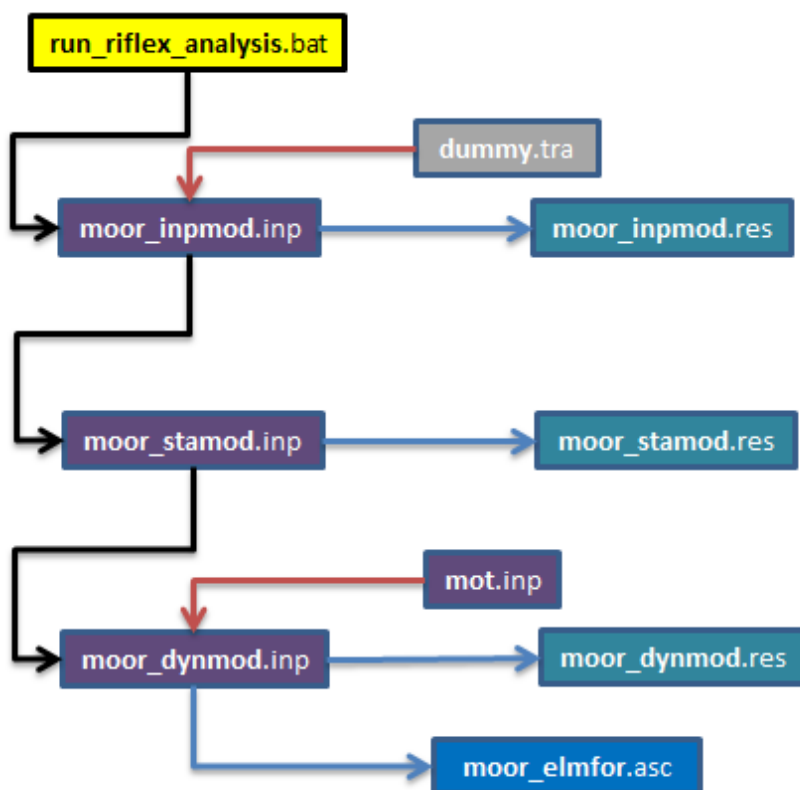 run_riflex_analysis.bat
dummy.tra
moor_inpmod.inp
moor_inpmod.res
moor_stamod.inp
moor_stamod.res
mot.inp
moor_dynmod.inp
moor_dynmod.res
moor_elmfor.asc